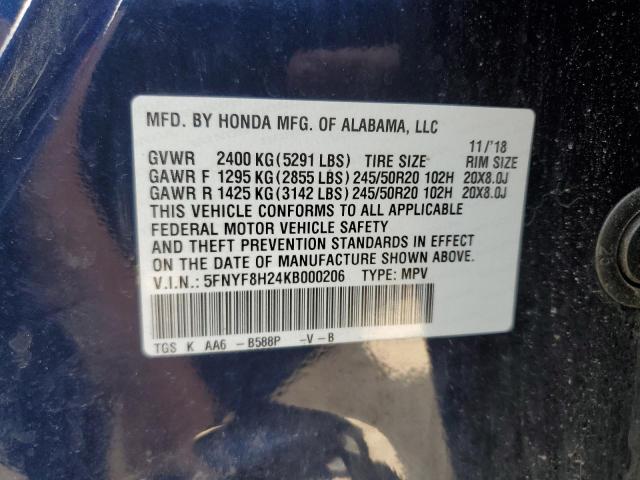 MFD. BY HONDA MFG. OF ALABAMA, LLC
11/'18
GVWR 2400 KG (5291 LBS) TIRE SIZE RIM SIZE
GAWR F 1295 KG (2855 LBS) 245/50R20 102H 20X8.0J
GAWR R 1425 KG (3142 LBS) 245/50R20 102H 20X8.0J
THIS VEHICLE CONFORMS TO ALL APPLICABLE
FEDERAL MOTOR VEHICLE SAFETY
AND THEFT PREVENTION STANDARDS IN EFFECT
ON THE DATE OF MANUFACTURE SHOWN ABOVE.
V.I.N.: 5FNYF8H24KB000206 TYPE: MPV
TGS K AA6 -B588P -V-B